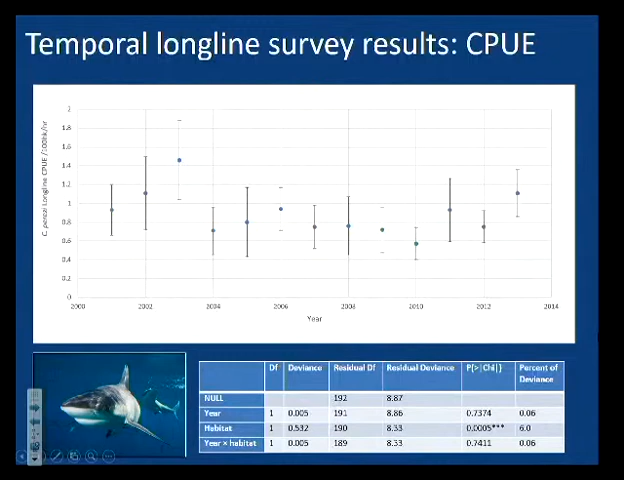 Temporal longline survey results: CPUE
C. perezi Longline CPUE /100hk/hr
2
1.8
1.6
1.4
1.2
1
0.8
0.6
0.4
0.2
0
2000 2002 2004 2006 2008 2010 2012 2014
Year
Df Deviance Residual Df Residual Deviance P(>|Chi|) Percent of Deviance
NULL 192 8.87
Year 1 0.005 191 8.86 0.7374 0.06
Habitat 1 0.532 190 8.33 0.0005*** 6.0
Year × habitat 1 0.005 189 8.33 0.7411 0.06